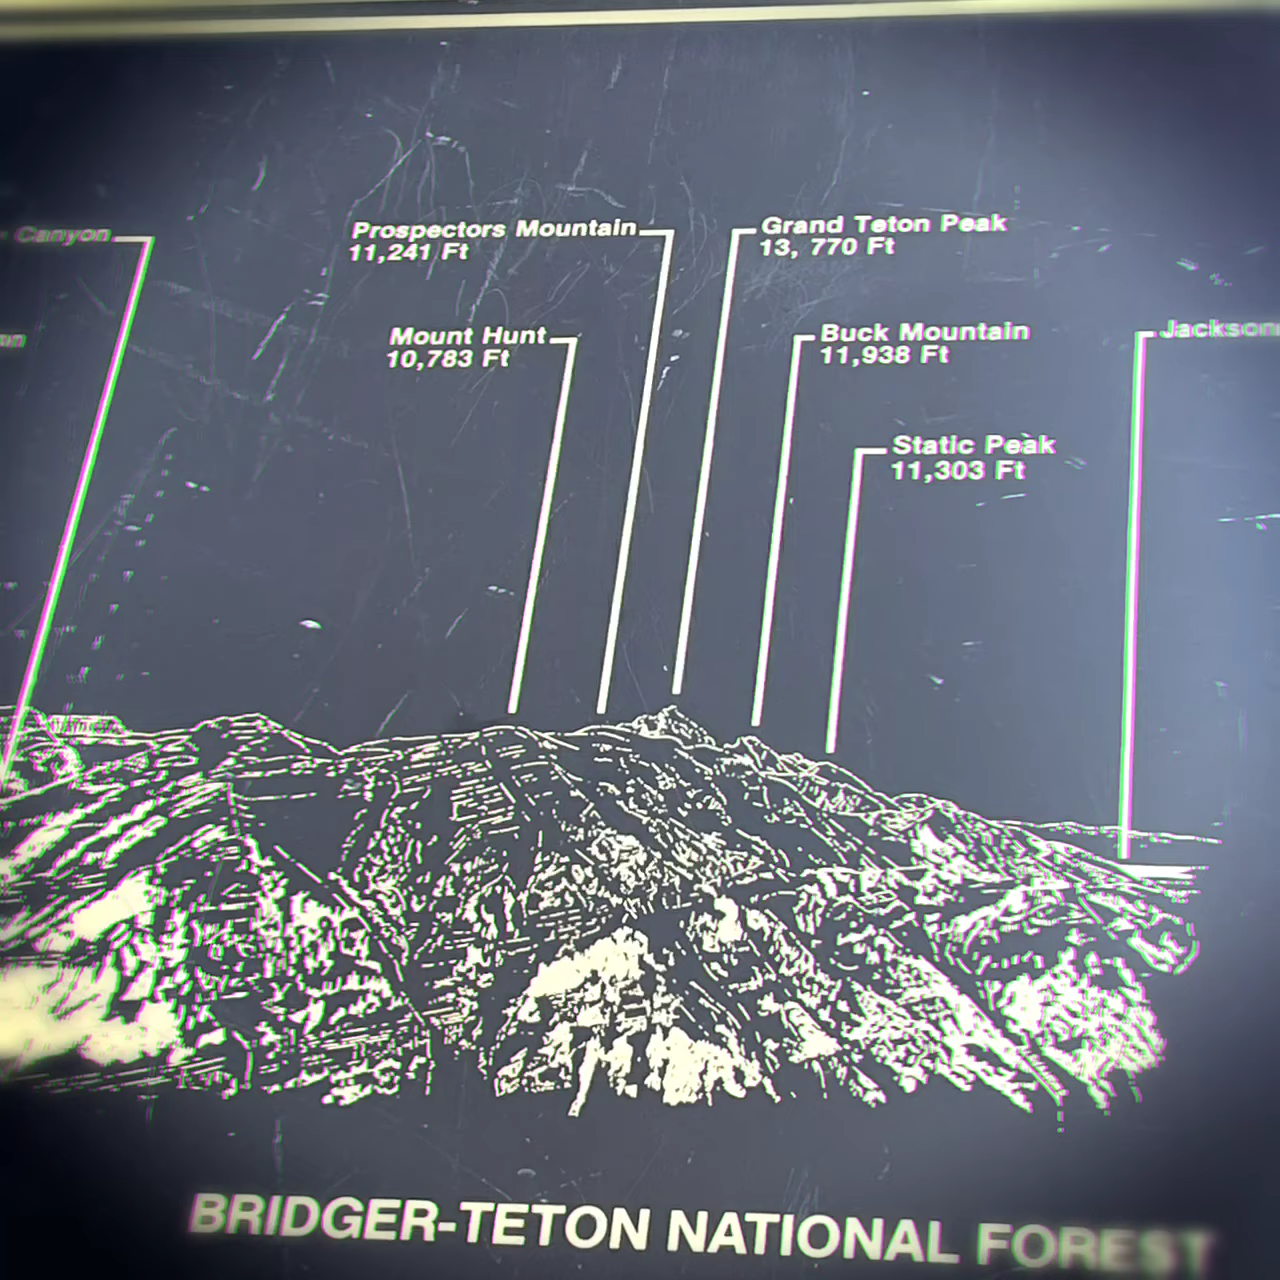 Canyon
Prospectors Mountain
11,241 Ft
Grand Teton Peak
13, 770 Ft
Mount Hunt
10,783 Ft
Buck Mountain
11,938 Ft
Jackson
Static Peak
11,303 Ft
BRIDGER-TETON NATIONAL FOREST